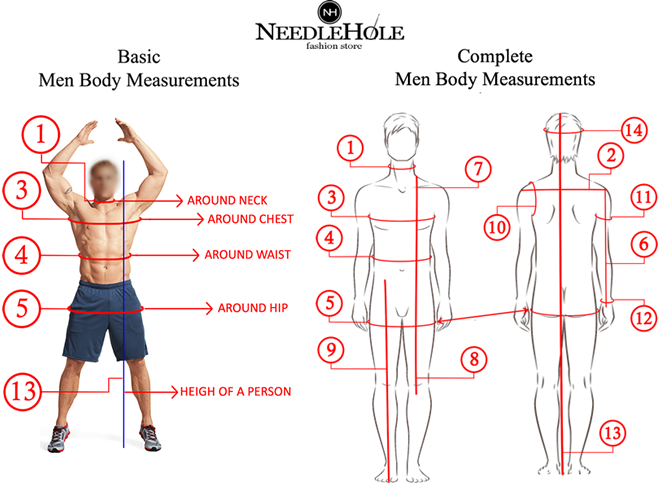 NH
NEEDLEHOLE
fashion store
Basic
Men Body Measurements
Complete
Men Body Measurements
1
3
4
5
13
AROUND NECK
AROUND CHEST
AROUND WAIST
AROUND HIP
HEIGH OF A PERSON
1
7
3
4
5
9
8
14
2
11
10
6
12
13